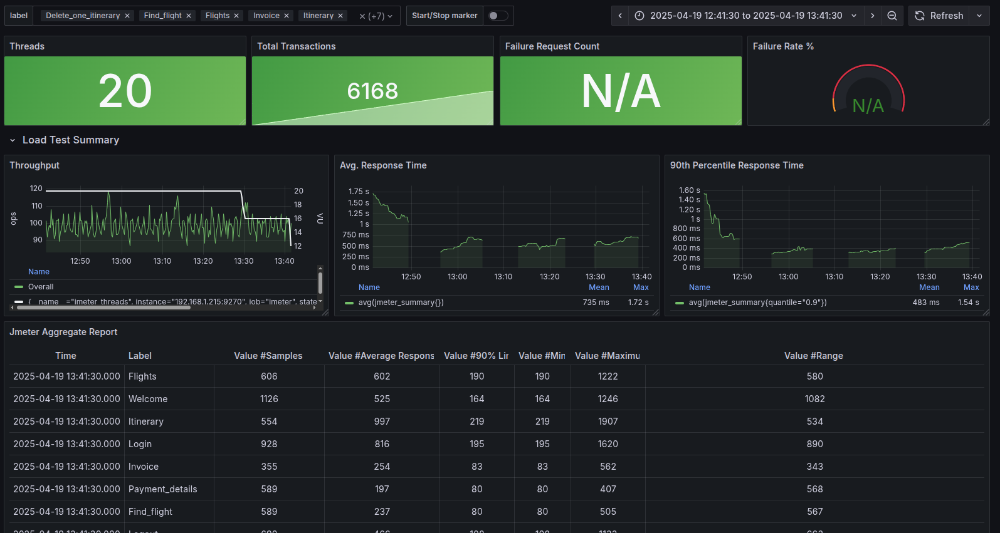 label Delete_one_itinerary Find_flight Flights Invoice Itinerary (+7) Start/Stop marker 2025-04-19 12:41:30 to 2025-04-19 13:41:30 Refresh
Threads
20
Total Transactions
6168
Failure Request Count
N/A
Failure Rate %
N/A
Load Test Summary
Throughput
120
110
100
90
ops
20
18
16
14
12
VU
12:50 13:00 13:10 13:20 13:30 13:40
Name
Overall
{__name__="jmeter_threads", instance="192.168.1.215:9270", job="jmeter", state
Avg. Response Time
1.75 s
1.50 s
1.25 s
1 s
750 ms
500 ms
250 ms
0 ms
12:50 13:00 13:10 13:20 13:30 13:40
Name Mean Max
avg(jmeter_summary{}) 735 ms 1.72 s
90th Percentile Response Time
1.60 s
1.40 s
1.20 s
1 s
800 ms
600 ms
400 ms
200 ms
0 ms
12:50 13:00 13:10 13:20 13:30 13:40
Name Mean Max
avg(jmeter_summary{quantile="0.9"}) 483 ms 1.54 s
Jmeter Aggregate Report
Time Label Value #Samples Value #Average Respons Value #90% Lir Value #Min Value #Maximu Value #Range
2025-04-19 13:41:30.000 Flights 606 602 190 190 1222 580
2025-04-19 13:41:30.000 Welcome 1126 525 164 164 1246 1082
2025-04-19 13:41:30.000 Itinerary 554 997 219 219 1907 534
2025-04-19 13:41:30.000 Login 928 816 195 195 1620 890
2025-04-19 13:41:30.000 Invoice 355 254 83 83 562 343
2025-04-19 13:41:30.000 Payment_details 589 197 80 80 407 568
2025-04-19 13:41:30.000 Find_flight 589 237 80 80 505 567